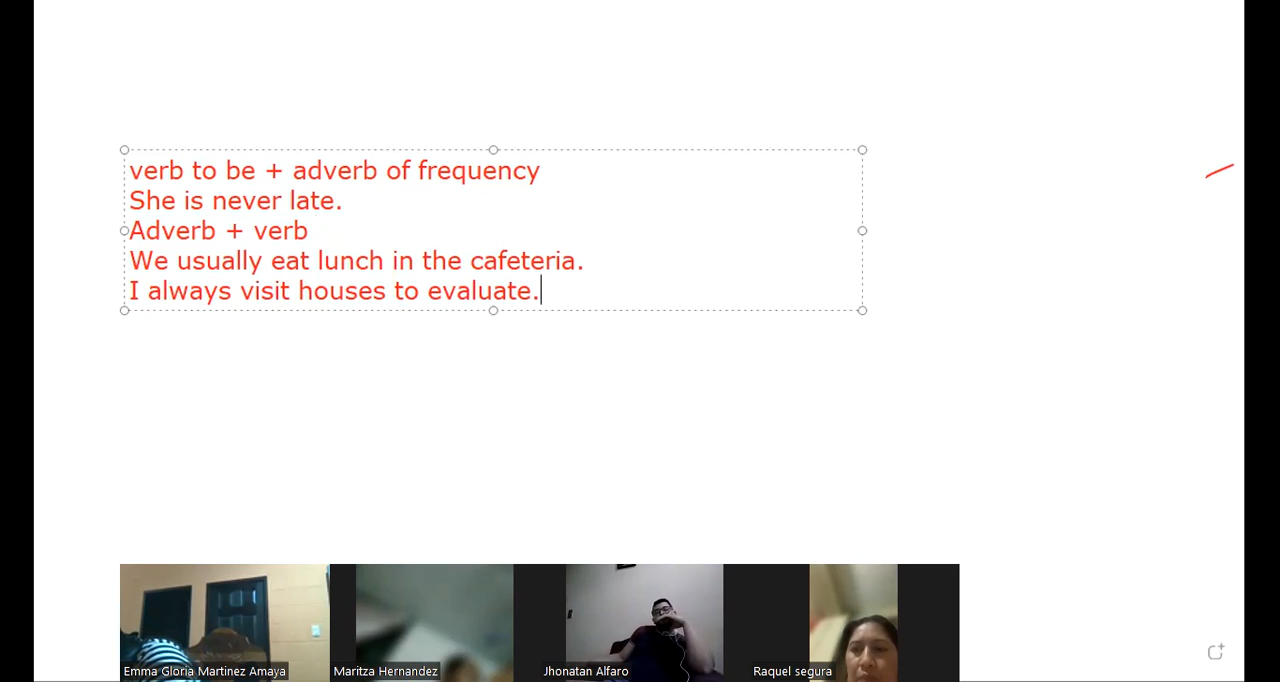 verb to be + adverb of frequency
She is never late.
Adverb + verb
We usually eat lunch in the cafeteria.
I always visit houses to evaluate.
Emma Gloria Martinez Amaya
Maritza Hernandez
Jhonatan Alfaro
Raquel segura